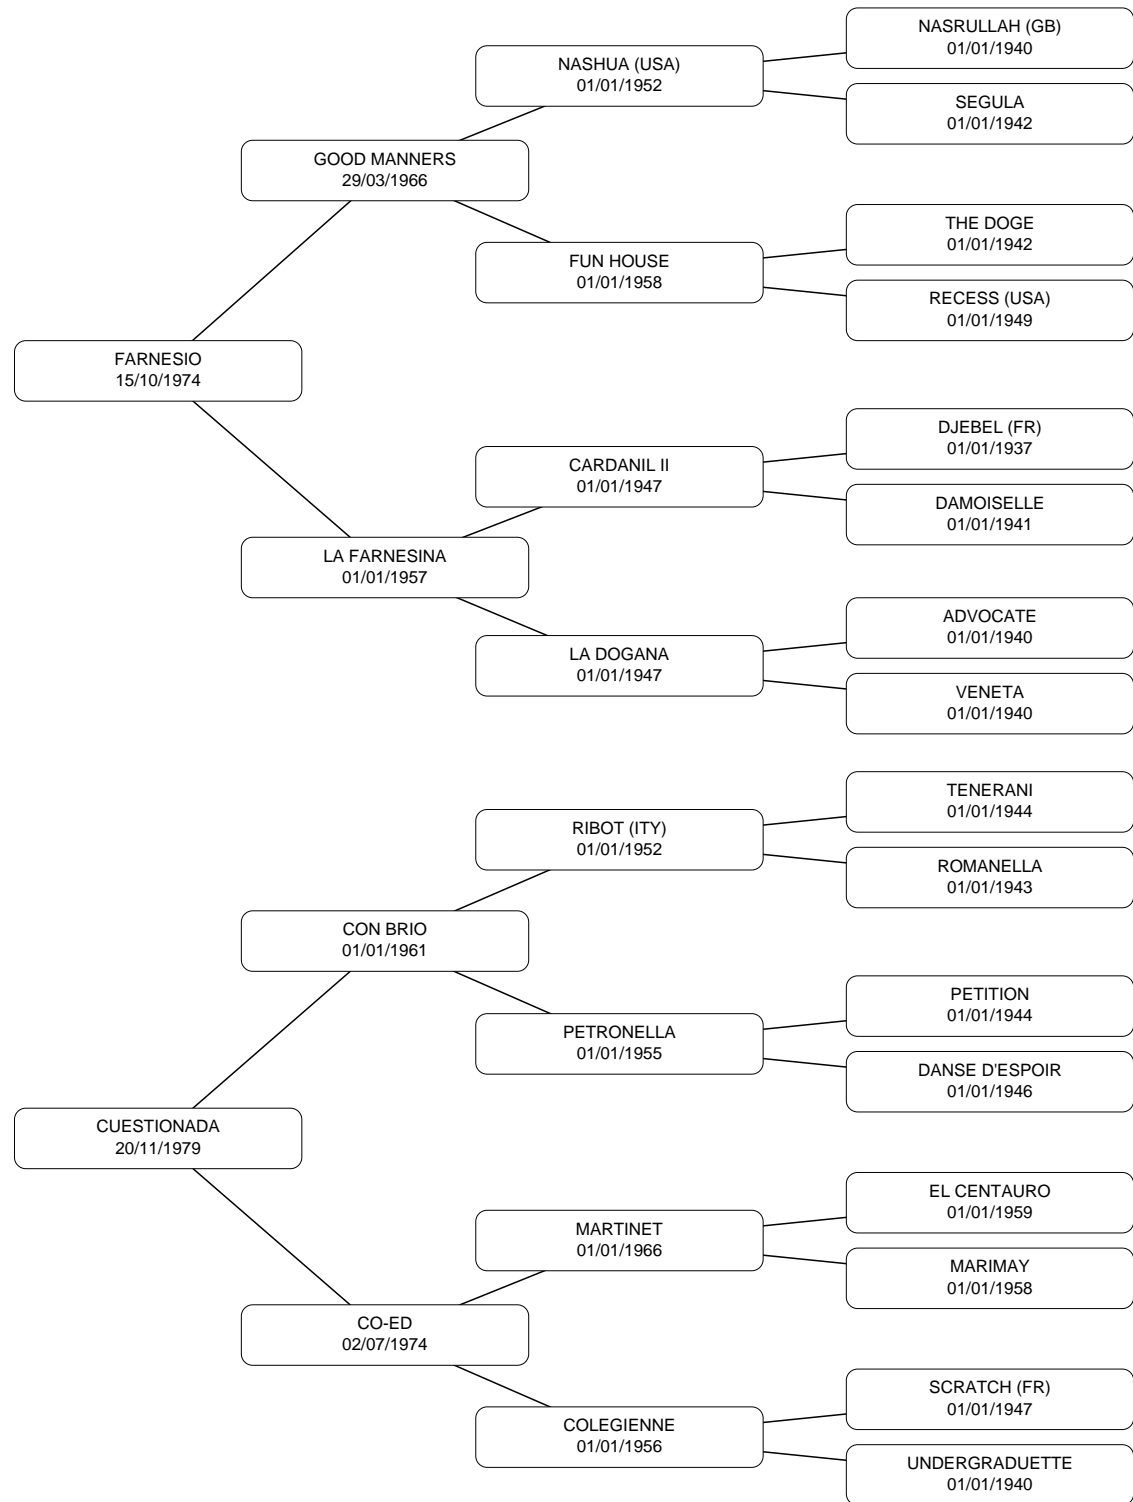 NASRULLAH (GB)
01/01/1940
NASHUA (USA)
01/01/1952
SEGULA
01/01/1942
GOOD MANNERS
29/03/1966
THE DOGE
01/01/1942
FUN HOUSE
01/01/1958
RECESS (USA)
01/01/1949
FARNESIO
15/10/1974
DJEBEL (FR)
01/01/1937
CARDANIL II
01/01/1947
DAMOISELLE
01/01/1941
LA FARNESINA
01/01/1957
ADVOCATE
01/01/1940
LA DOGANA
01/01/1947
VENETA
01/01/1940
TENERANI
01/01/1944
RIBOT (ITY)
01/01/1952
ROMANELLA
01/01/1943
CON BRIO
01/01/1961
PETITION
01/01/1944
PETRONELLA
01/01/1955
DANSE D'ESPOIR
01/01/1946
CUESTIONADA
20/11/1979
EL CENTAURO
01/01/1959
MARTINET
01/01/1966
MARIMAY
01/01/1958
CO-ED
02/07/1974
SCRATCH (FR)
01/01/1947
COLEGIENNE
01/01/1956
UNDERGRADUETTE
01/01/1940